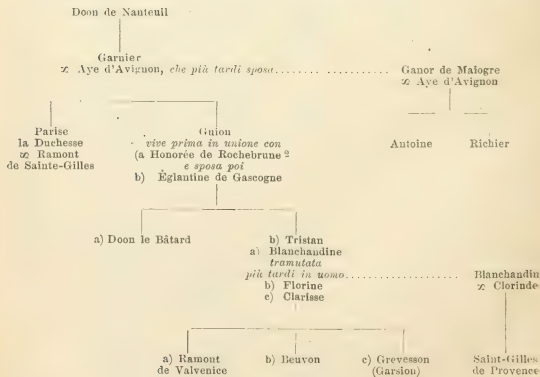 Doon de Nanteuil
Garnier
∞ Aye d'Avignon, che più tardi sposa
Ganor de Maiogre
∞ Aye d'Avignon
Parise
la Duchesse
∞ Ramont
de Sainte-Gilles
Guion
vive prima in unione con
(a Honorée de Rochebrune 2
e sposa poi
b) Églantine de Gascogne
Antoine
Richier
a) Doon le Bâtard
b) Tristan
a) Blanchandine
tramutata
più tardi in uomo
b) Florine
c) Clarisse
Blanchandin
∞ Clorinde
a) Ramont
de Valvenice
b) Beuvon
c) Grevesson
(Garsion)
Saint-Gilles
de Provence